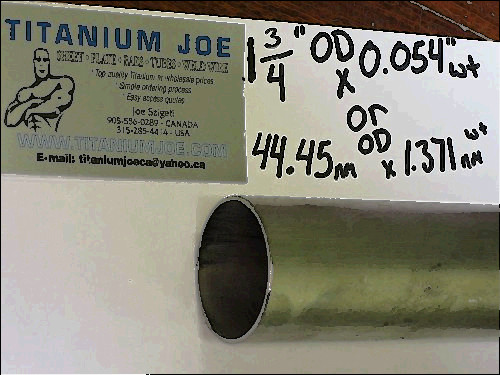 TITANIUM JOE
SHEET • PLATE • BARS • TUBES • WELD WIRE
• Top quality Titanium in wholesale prices
• Simple ordering process
• Easy access quotes
Joe Szigeti
905-556-0289 - CANADA
315-285-4414 - USA
WWW.TITANIUMJOE.COM
E-mail: titaniumjoeca@yahoo.ca
1 3/4" OD x 0.054" wt
or
44.45mm OD x 1.371mm wt